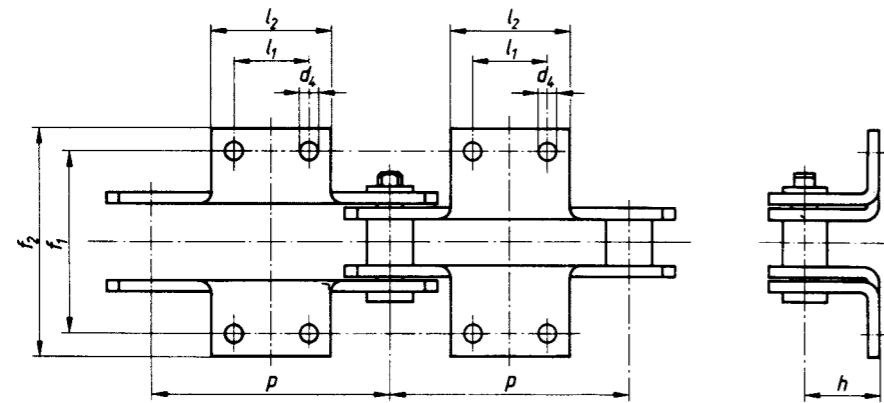 l₂ l₂
l₁ l₁
d₄ d₄
f₂ f₁
p p h